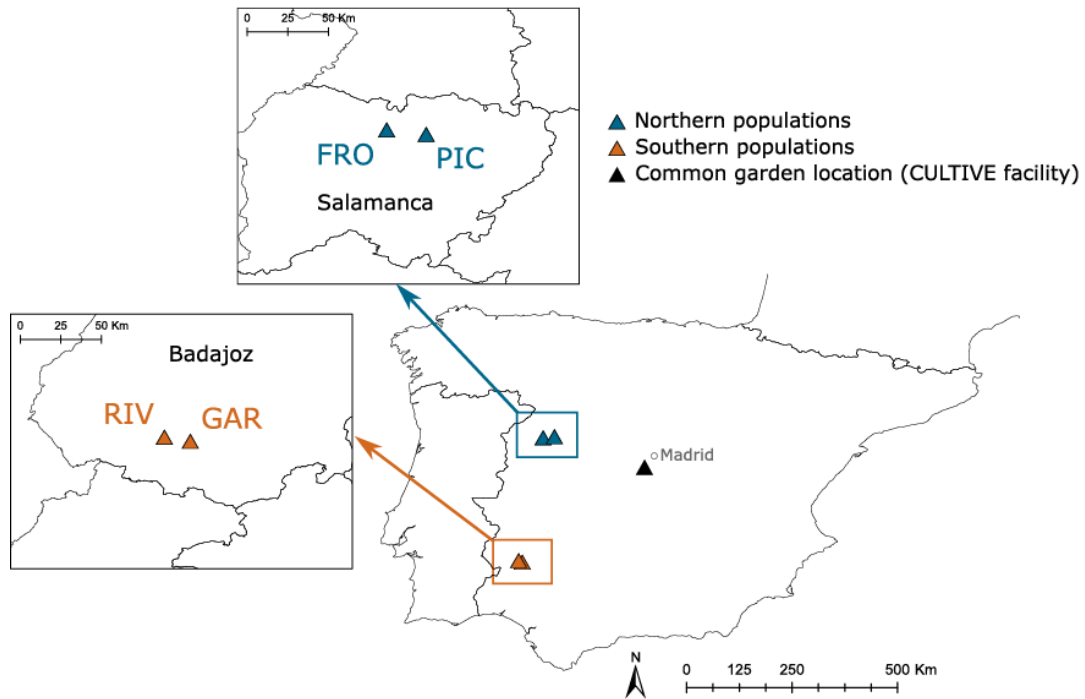 0 25 50 Km
FRO
PIC
Salamanca
Northern populations
Southern populations
Common garden location (CULTIVE facility)
0 25 50 Km
Badajoz
RIV
GAR
Madrid
N
0 125 250 500 Km